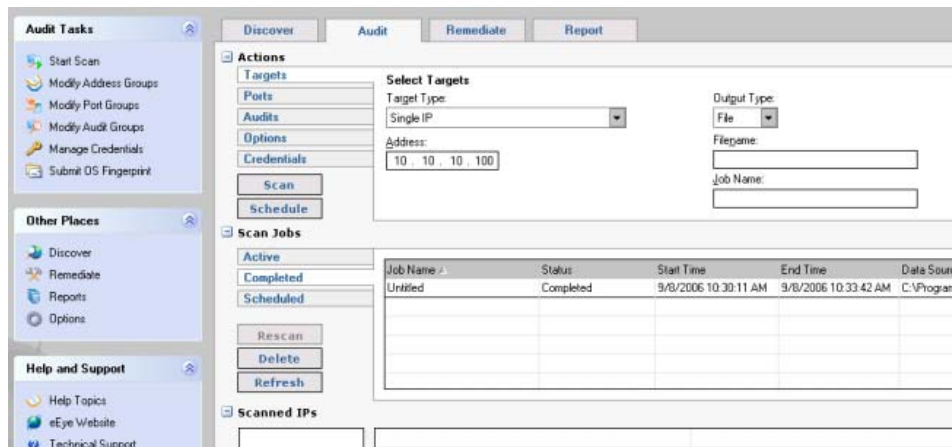 Audit Tasks
Start Scan
Modify Address Groups
Modify Port Groups
Modify Audit Groups
Manage Credentials
Submit OS Fingerprint
Other Places
Discover
Remediate
Reports
Options
Help and Support
Help Topics
eEye Website
Technical Support
Discover Audit Remediate Report
Actions
Targets
Ports
Audits
Options
Credentials
Scan
Schedule
Select Targets
Target Type:
Single IP
Address:
10 . 10 . 10 . 100
Output Type:
File
Filename:
Job Name:
Scan Jobs
Active
Completed
Scheduled
Rescan
Delete
Refresh
Job Name Status Start Time End Time Data Sour
Untitled Completed 9/8/2006 10:30:11 AM 9/8/2006 10:33:42 AM C:\Program
Scanned IPs